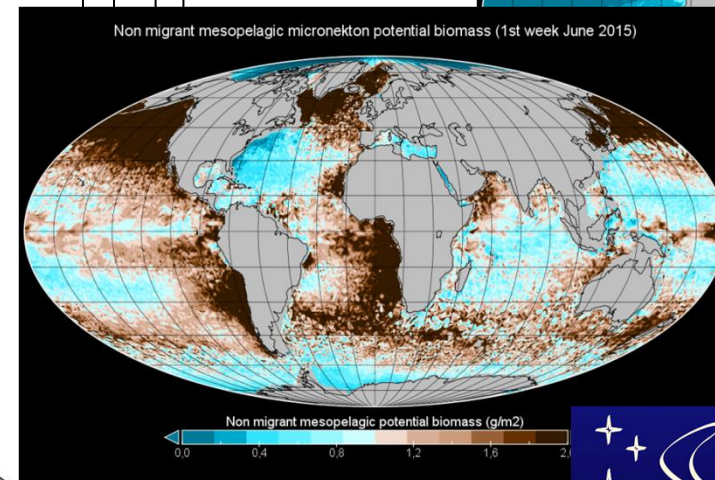 Non migrant mesopelagic micronekton potential biomass (1st week June 2015)
Non migrant mesopelagic potential biomass (g/m2)
0,0 0,4 0,8 1,2 1,6 2,